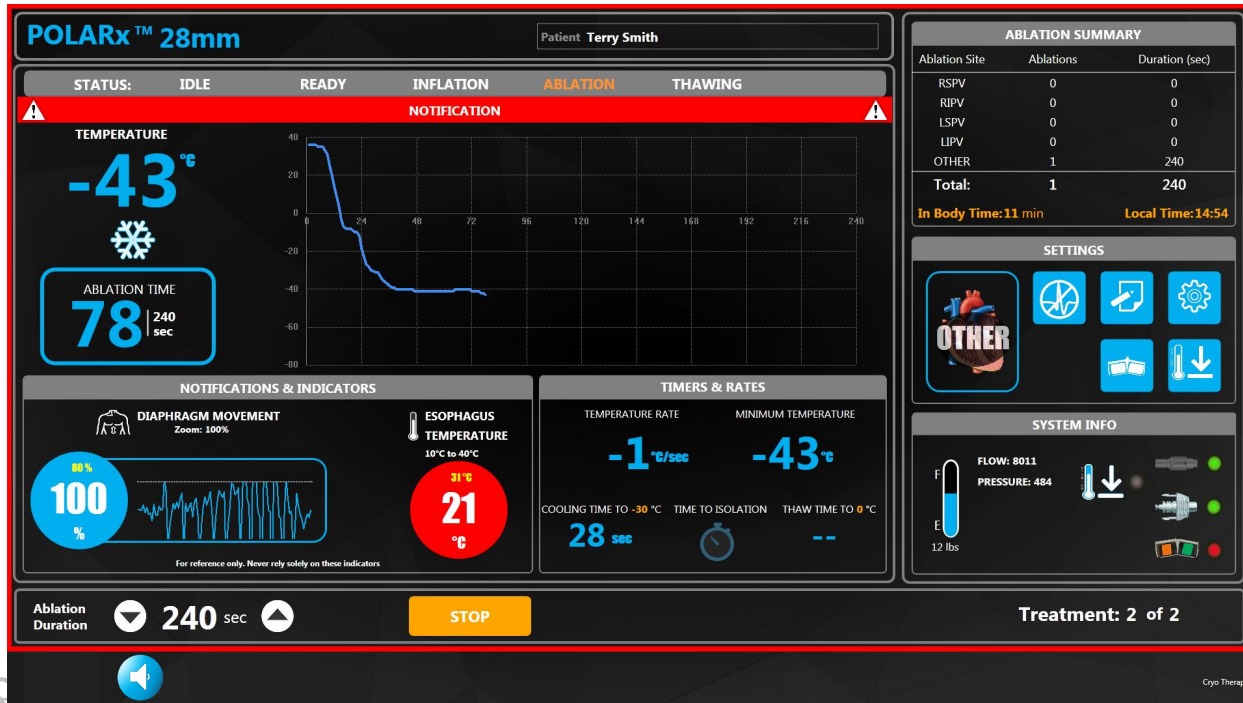 POLARx™ 28mm
Patient Terry Smith
STATUS: IDLE READY INFLATION ABLATION THAWING
NOTIFICATION
TEMPERATURE
-43°C
ABLATION TIME
78 240 sec
40
20
0
-20
-40
-60
-80
0 24 48 72 96 120 144 168 192 216 240
NOTIFICATIONS & INDICATORS
DIAPHRAGM MOVEMENT
Zoom: 100%
80 %
100
%
ESOPHAGUS
TEMPERATURE
10°C to 40°C
31°C
21
°C
For reference only. Never rely solely on these indicators
TIMERS & RATES
TEMPERATURE RATE MINIMUM TEMPERATURE
-1°C/sec -43°C
COOLING TIME TO -30 °C TIME TO ISOLATION THAW TIME TO 0 °C
28 sec --
Ablation
Duration
240 sec
STOP
Treatment: 2 of 2
ABLATION SUMMARY
Ablation Site Ablations Duration (sec)
RSPV 0 0
RIPV 0 0
LSPV 0 0
LIPV 0 0
OTHER 1 240
Total: 1 240
In Body Time:11 min Local Time:14:54
SETTINGS
OTHER
SYSTEM INFO
F
E
12 lbs
FLOW: 8011
PRESSURE: 484
Cryo Therap